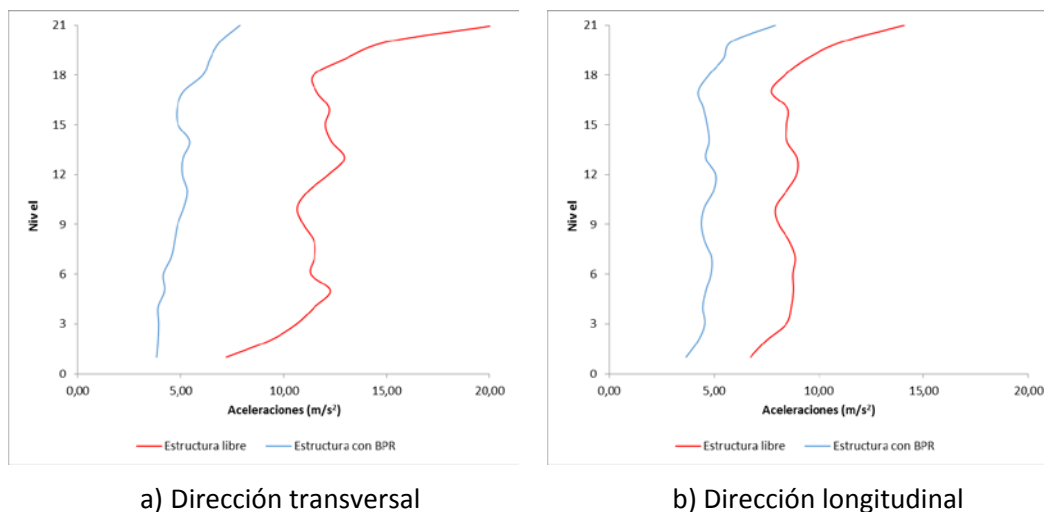 21
18
15
12
9
6
3
0
Nivel
0,00 5,00 10,00 15,00 20,00
Aceleraciones (m/s²)
Estructura libre Estructura con BPR
a) Dirección transversal
21
18
15
12
9
6
3
0
Nivel
0,00 5,00 10,00 15,00 20,00
Aceleraciones (m/s²)
Estructura libre Estructura con BPR
b) Dirección longitudinal